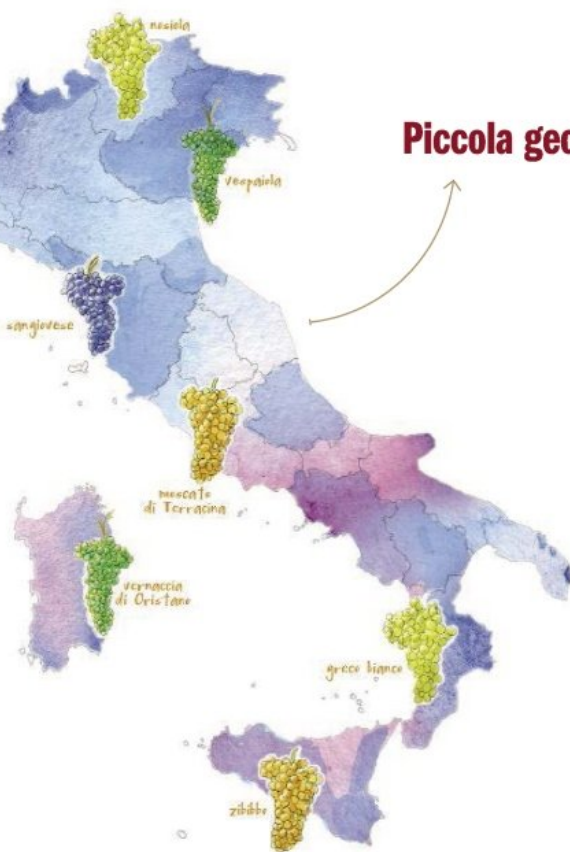 nosiola
Piccola geo
vespaiola
sangiovese
moscato
di Terracina
vernaccia
di Oristano
greco bianco
zibibbo